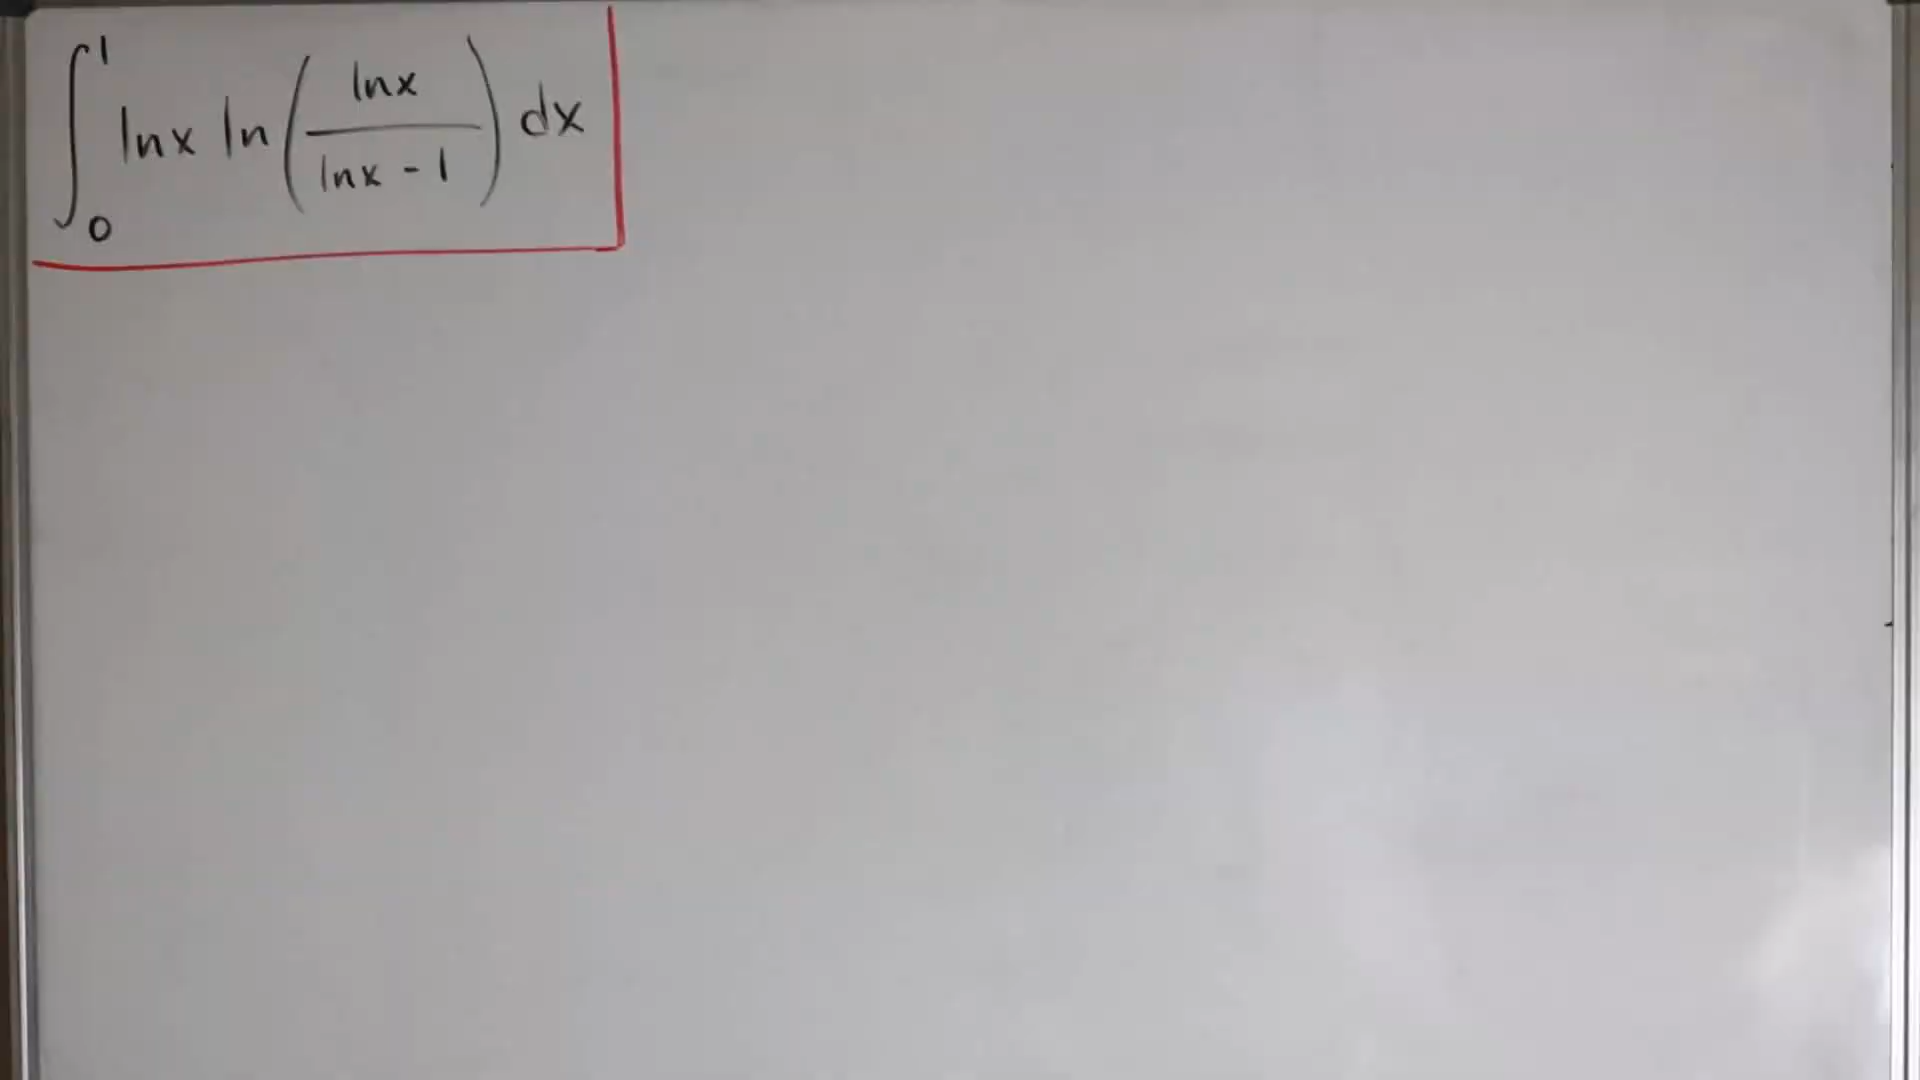 ∫₀¹ lnx ln(lnx / (lnx - 1)) dx